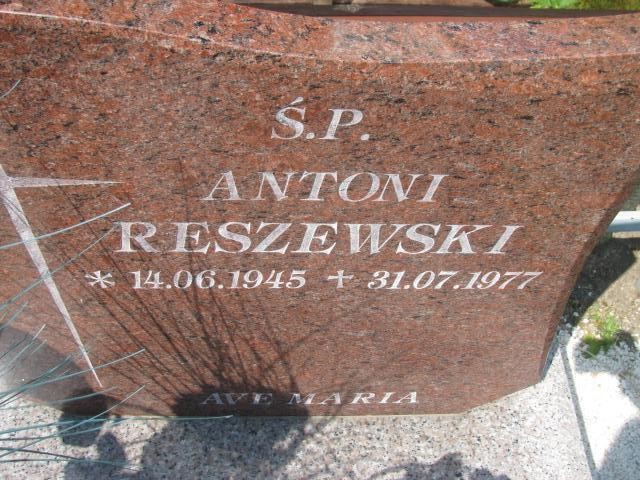 Ś.P.
ANTONI
RESZEWSKI
* 14.06.1945 + 31.07.1977
AVE MARIA